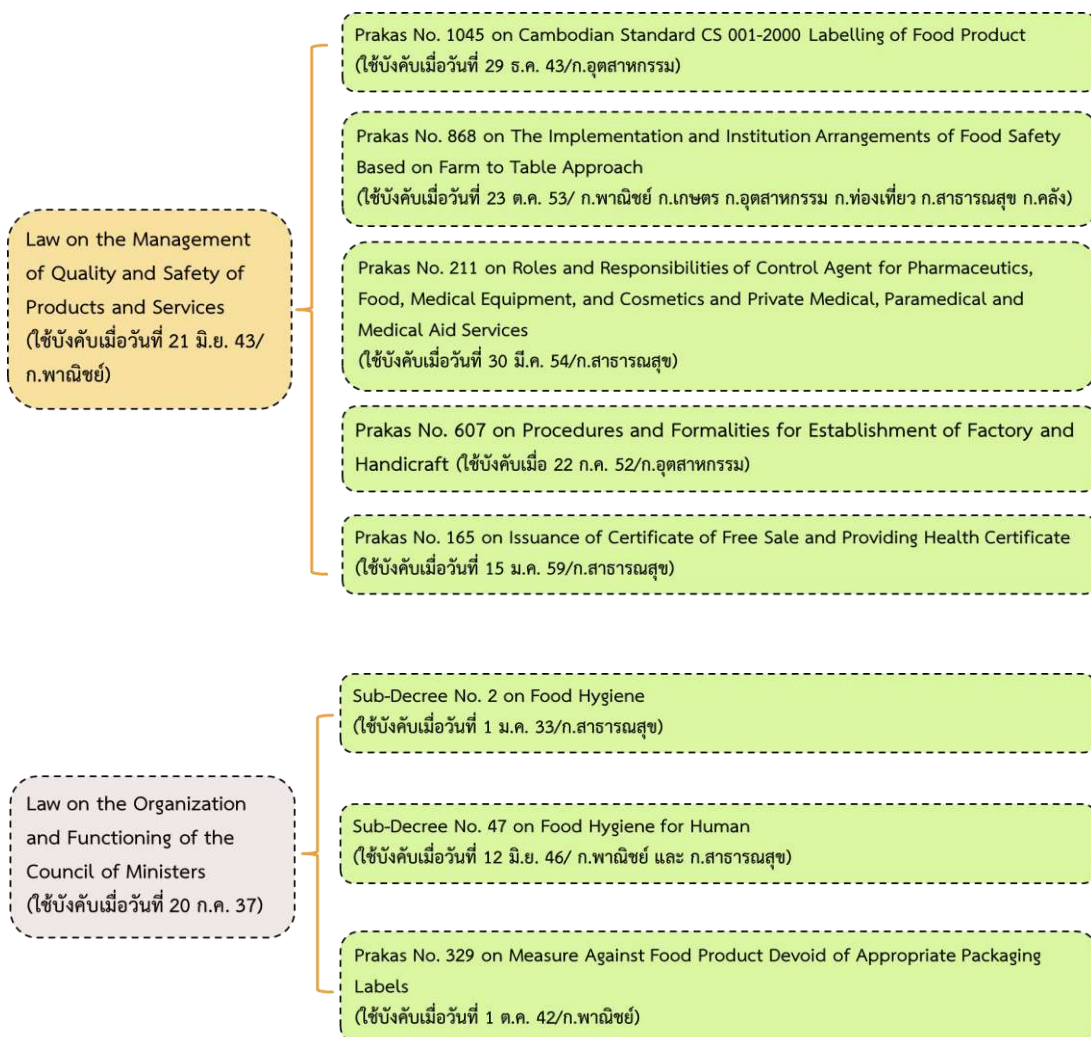 Prakas No. 1045 on Cambodian Standard CS 001-2000 Labelling of Food Product
(ใช้บังคับเมื่อวันที่ 29 ธ.ค. 43/ก.อุตสาหกรรม)
Prakas No. 868 on The Implementation and Institution Arrangements of Food Safety
Based on Farm to Table Approach
(ใช้บังคับเมื่อวันที่ 23 ต.ค. 53/ ก.พาณิชย์ ก.เกษตร ก.อุตสาหกรรม ก.ท่องเที่ยว ก.สาธารณสุข ก.คลัง)
Law on the Management
of Quality and Safety of
Products and Services
(ใช้บังคับเมื่อวันที่ 21 มิ.ย. 43/
ก.พาณิชย์)
Prakas No. 211 on Roles and Responsibilities of Control Agent for Pharmaceutics,
Food, Medical Equipment, and Cosmetics and Private Medical, Paramedical and
Medical Aid Services
(ใช้บังคับเมื่อวันที่ 30 มี.ค. 54/ก.สาธารณสุข)
Prakas No. 607 on Procedures and Formalities for Establishment of Factory and
Handicraft (ใช้บังคับเมื่อ 22 ก.ค. 52/ก.อุตสาหกรรม)
Prakas No. 165 on Issuance of Certificate of Free Sale and Providing Health Certificate
(ใช้บังคับเมื่อวันที่ 15 ม.ค. 59/ก.สาธารณสุข)
Sub-Decree No. 2 on Food Hygiene
(ใช้บังคับเมื่อวันที่ 1 ม.ค. 33/ก.สาธารณสุข)
Law on the Organization
and Functioning of the
Council of Ministers
(ใช้บังคับเมื่อวันที่ 20 ก.ค. 37)
Sub-Decree No. 47 on Food Hygiene for Human
(ใช้บังคับเมื่อวันที่ 12 มิ.ย. 46/ ก.พาณิชย์ และ ก.สาธารณสุข)
Prakas No. 329 on Measure Against Food Product Devoid of Appropriate Packaging
Labels
(ใช้บังคับเมื่อวันที่ 1 ต.ค. 42/ก.พาณิชย์)